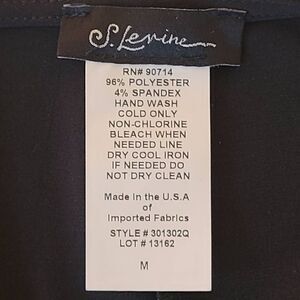 S. Levine
RN# 90714
96% POLYESTER
4% SPANDEX
HAND WASH
COLD ONLY
NON-CHLORINE
BLEACH WHEN
NEEDED LINE
DRY COOL IRON
IF NEEDED DO
NOT DRY CLEAN
Made in the U.S.A
of
Imported Fabrics
STYLE # 301302Q
LOT # 13162
M